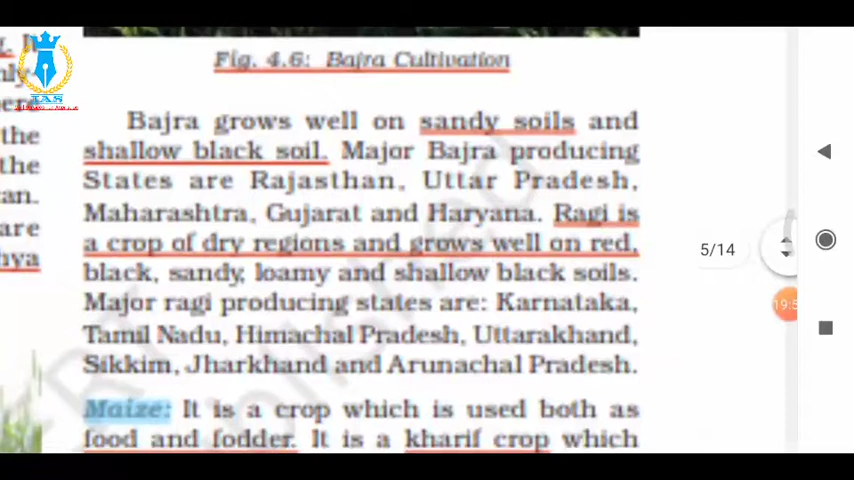 Fig. 4.6: Bajra Cultivation
Bajra grows well on sandy soils and
shallow black soil. Major Bajra producing
States are Rajasthan, Uttar Pradesh,
Maharashtra, Gujarat and Haryana. Ragi is
a crop of dry regions and grows well on red,
black, sandy, loamy and shallow black soils.
Major ragi producing states are: Karnataka,
Tamil Nadu, Himachal Pradesh, Uttarakhand,
Sikkim, Jharkhand and Arunachal Pradesh.
Maize: It is a crop which is used both as
food and fodder. It is a kharif crop which
the
the
are
5/14
IAS